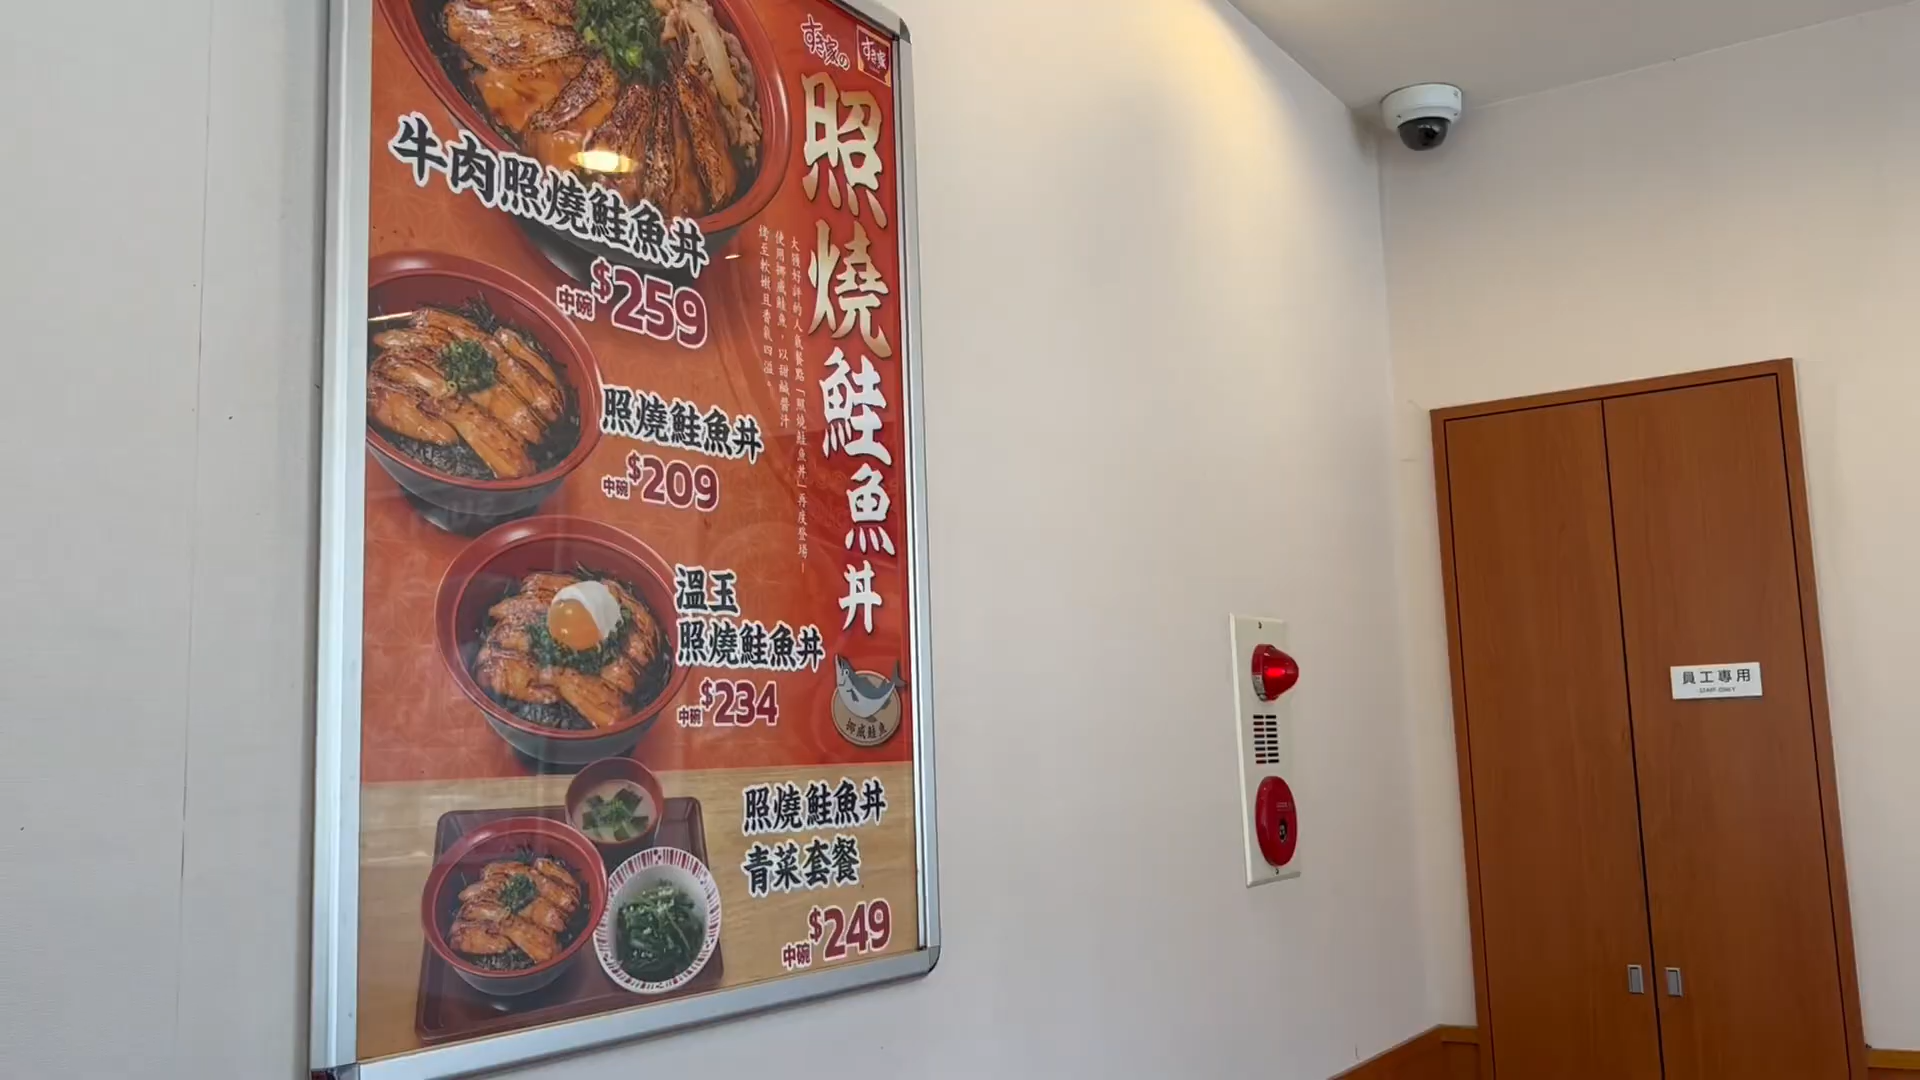 すき家の
すき家
照燒鮭魚丼
大獲好評的人氣餐點「照燒鮭魚丼」再度登場！
使用挪威鮭魚，以甜鹹醬汁
烤至軟嫩且香氣四溢。
牛肉照燒鮭魚丼
中碗$259
照燒鮭魚丼
中碗$209
溫玉
照燒鮭魚丼
中碗$234
挪威鮭魚
照燒鮭魚丼
青菜套餐
中碗$249
員工專用
STAFF ONLY